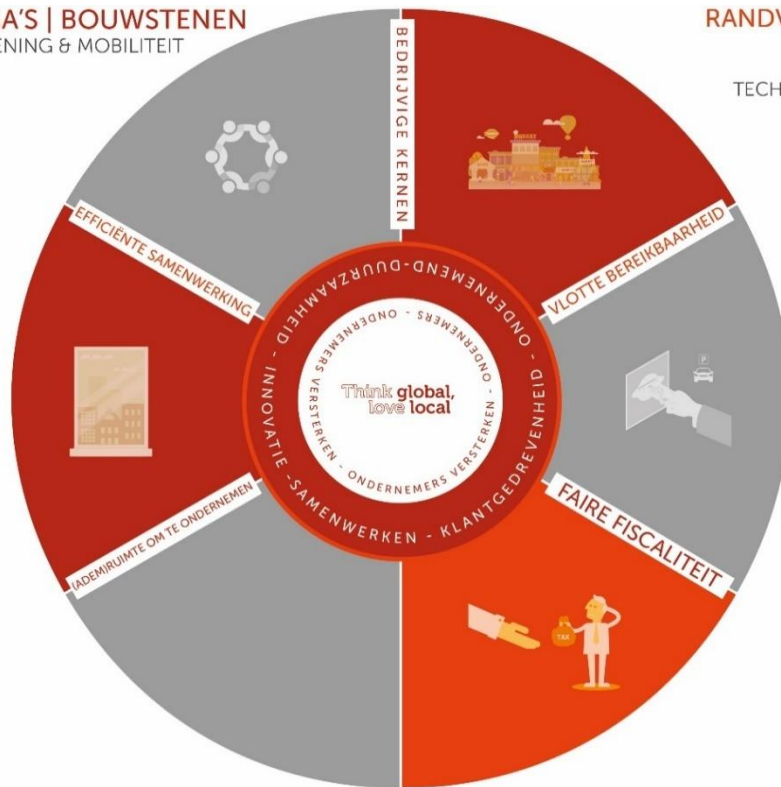 A'S | BOUWSTENEN
ENING & MOBILITEIT
RANDV
TECH
BEDRIJVIGE KERNEN
VLOTTE BEREIKBAARHEID
FAIRE FISCALITEIT
TAX
(ADEM)RUIMTE OM TE ONDERNEMEN
EFFICIËNTE SAMENWERKING
P
INNOVATIE - SAMENWERKEN - KLANTGEDREVENHEID - ONDERNEMEND - DUURZAAMHEID -
ONDERNEMERS VERSTERKEN - ONDERNEMERS VERSTERKEN - ONDERNEMERS -
Think global,
love local